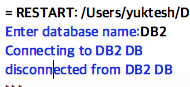 = RESTART: /Users/yuktesh/D
Enter database name:DB2
Connecting to DB2 DB
disconnected from DB2 DB